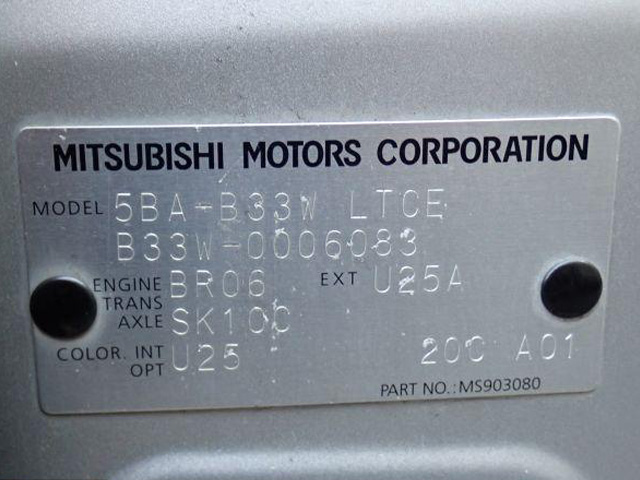 MITSUBISHI MOTORS CORPORATION
MODEL 5BA-B33W LTCE
B33W-0006083
ENGINE BR06 EXT U25A
TRANS
AXLE SK1CC
COLOR. INT U25 20C A01
OPT
PART NO.:MS903080